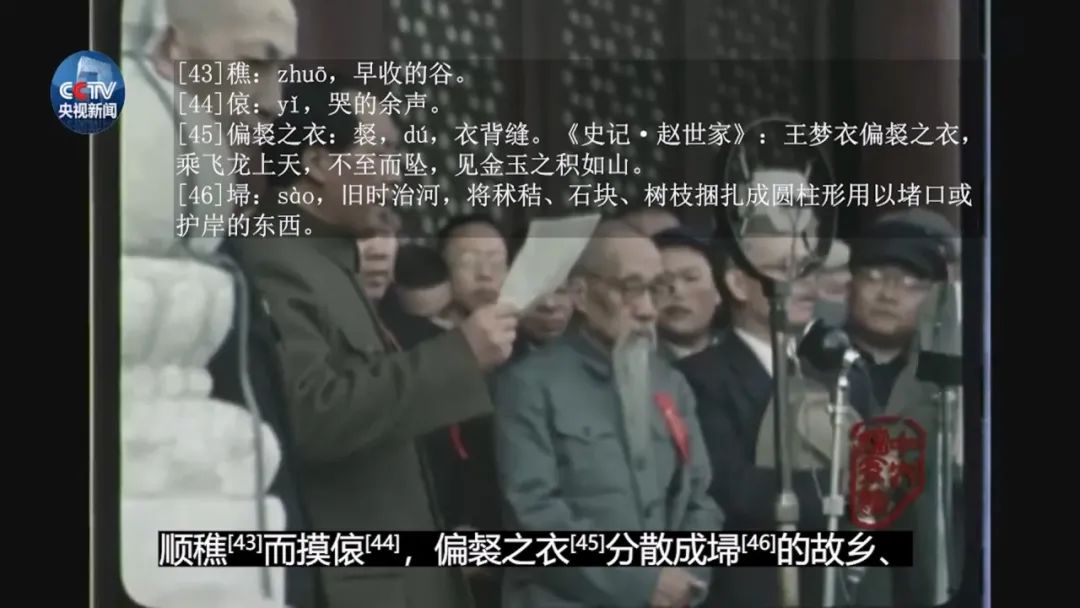 CCTV
央视新闻
[43]穛：zhuō，早收的谷。
[44]偯：yǐ，哭的余声。
[45]偏裻之衣：裻，dú，衣背缝。《史记·赵世家》：王梦衣偏裻之衣，
乘飞龙上天，不至而坠，见金玉之积如山。
[46]埽：sào，旧时治河，将秫秸、石块、树枝捆扎成圆柱形用以堵口或
护岸的东西。
顺穛[43]而摸偯[44]，偏裻之衣[45]分散成埽[46]的故乡、